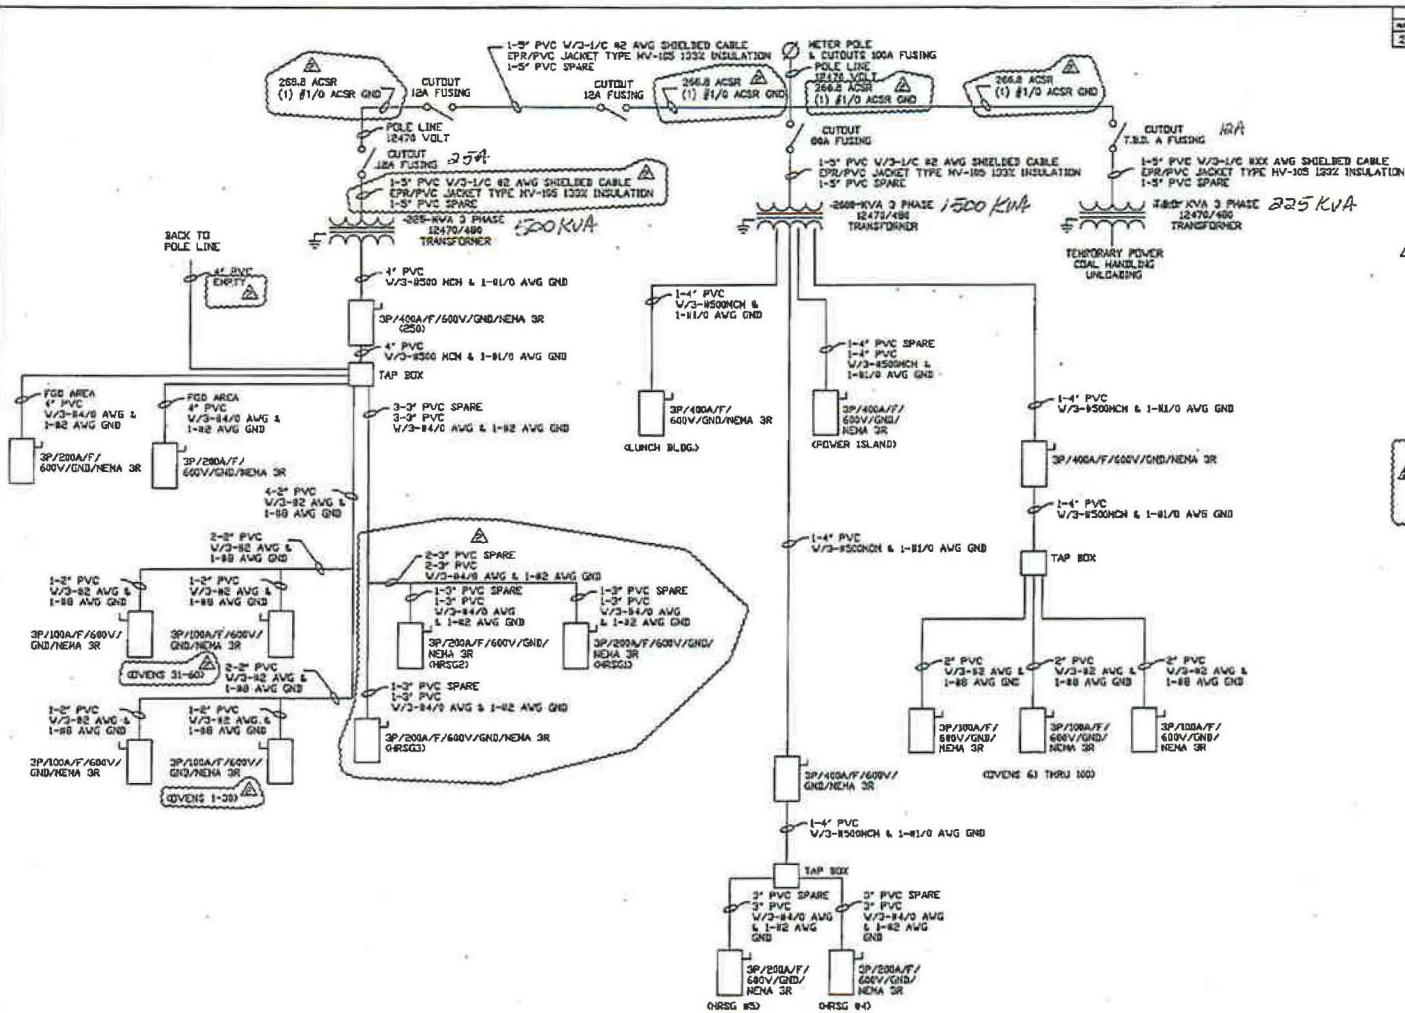 1-5" PVC W/3-1/C #2 AWG SHIELDED CABLE
EPR/PVC JACKET TYPE MV-105 133% INSULATION
1-5" PVC SPARE
METER POLE
& CUTOUTS 100A FUSING
POLE LINE
12470 VOLT
266.8 ACSR
(1) #1/0 ACSR GND
2
CUTOUT
12A FUSING
CUTOUT
12A FUSING
266.8 ACSR
(1) #1/0 ACSR GND
2
266.8 ACSR
(1) #1/0 ACSR GND
2
266.8 ACSR
(1) #1/0 ACSR GND
2
POLE LINE
12470 VOLT
CUTOUT
12A FUSING
25A
1-5" PVC W/3-1/C #2 AWG SHIELDED CABLE
EPR/PVC JACKET TYPE MV-105 133% INSULATION
1-5" PVC SPARE
2
225-KVA 3 PHASE
12470/480
TRANSFORMER
500 KVA
CUTOUT
FUSING
1-5" PVC W/3-1/C #2 AWG SHIELDED CABLE
EPR/PVC JACKET TYPE MV-105 133% INSULATION
1-5" PVC SPARE
KVA 3 PHASE
12470/480
TRANSFORMER
1500 KVA
CUTOUT
T.B.D. A FUSING
12A
1-5" PVC W/3-1/C #XX AWG SHIELDED CABLE
EPR/PVC JACKET TYPE MV-105 133% INSULATION
1-5" PVC SPARE
T.B.D. KVA 3 PHASE
12470/480
TRANSFORMER
225 KVA
TEMPORARY POWER
COAL HANDLING
UNLOADING
BACK TO
POLE LINE
4" PVC
EMPTY
2
4" PVC
W/3-#500 MCM & 1-#1/0 AWG GND
3P/400A/F/600V/GND/NEMA 3R
(250)
4" PVC
W/3-#500 MCM & 1-#1/0 AWG GND
TAP BOX
FGD AREA
4" PVC
W/3-#4/0 AWG &
1-#2 AWG GND
3P/200A/F/
600V/GND/NEMA 3R
FGD AREA
4" PVC
W/3-#4/0 AWG &
1-#2 AWG GND
3P/200A/F/
600V/GND/NEMA 3R
3-3" PVC SPARE
3-3" PVC
W/3-#4/0 AWG & 1-#2 AWG GND
4-2" PVC
W/3-#2 AWG &
1-#8 AWG GND
2-2" PVC
W/3-#2 AWG &
1-#8 AWG GND
1-2" PVC
W/3-#2 AWG &
1-#8 AWG GND
3P/100A/F/600V/
GND/NEMA 3R
1-2" PVC
W/3-#2 AWG &
1-#8 AWG GND
3P/100A/F/600V/
GND/NEMA 3R
(OVENS 31-60)
2
2-2" PVC
W/3-#2 AWG &
1-#8 AWG GND
1-2" PVC
W/3-#2 AWG &
1-#8 AWG GND
3P/100A/F/600V/
GND/NEMA 3R
1-2" PVC
W/3-#2 AWG &
1-#8 AWG GND
3P/100A/F/600V/
GND/NEMA 3R
(OVENS 1-30)
2
2
2-3" PVC SPARE
2-3" PVC
W/3-#4/0 AWG & 1-#2 AWG GND
1-3" PVC SPARE
1-3" PVC
W/3-#4/0 AWG
& 1-#2 AWG GND
3P/200A/F/600V/GND/
NEMA 3R
(HRSG2)
1-3" PVC SPARE
1-3" PVC
W/3-#4/0 AWG
& 1-#2 AWG GND
3P/200A/F/600V/GND/
NEMA 3R
(HRSG1)
1-3" PVC SPARE
1-3" PVC
W/3-#4/0 AWG & 1-#2 AWG GND
3P/200A/F/600V/GND/NEMA 3R
(HRSG3)
1-4" PVC
W/3-#500MCM &
1-#1/0 AWG GND
3P/400A/F/
600V/GND/NEMA 3R
(LUNCH BLDG.)
1-4" PVC SPARE
1-4" PVC
W/3-#500MCM &
1-#1/0 AWG GND
3P/400A/F/
600V/GND/
NEMA 3R
(POWER ISLAND)
1-4" PVC
W/3-#500MCM & 1-#1/0 AWG GND
3P/400A/F/600V/GND/NEMA 3R
1-4" PVC
W/3-#500MCM & 1-#1/0 AWG GND
TAP BOX
2" PVC
W/3-#2 AWG &
1-#8 AWG GND
2" PVC
W/3-#2 AWG &
1-#8 AWG GND
2" PVC
W/3-#2 AWG &
1-#8 AWG GND
3P/100A/F/
600V/GND/
NEMA 3R
3P/100A/F/
600V/GND/
NEMA 3R
3P/100A/F/
600V/GND/
NEMA 3R
(OVENS 61 THRU 100)
1-4" PVC
W/3-#500MCM & 1-#1/0 AWG GND
3P/400A/F/600V/
GND/NEMA 3R
1-4" PVC
W/3-#500MCM & 1-#1/0 AWG GND
TAP BOX
3" PVC SPARE
3" PVC
W/3-#4/0 AWG
& 1-#2 AWG
GND
3P/200A/F/
600V/GND/
NEMA 3R
(HRSG #5)
3" PVC SPARE
3" PVC
W/3-#4/0 AWG
& 1-#2 AWG
GND
3P/200A/F/
600V/GND/
NEMA 3R
(HRSG #4)